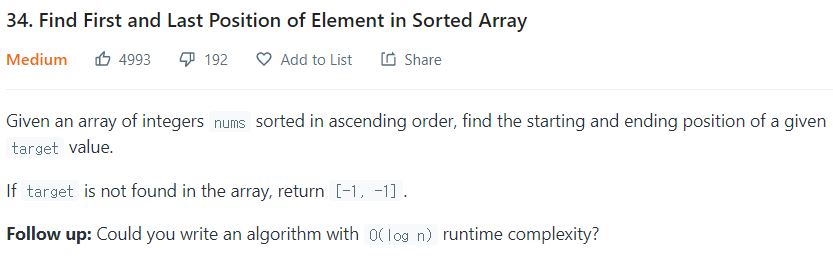 34. Find First and Last Position of Element in Sorted Array
Medium 4993 192 Add to List Share
Given an array of integers nums sorted in ascending order, find the starting and ending position of a given
target value.
If target is not found in the array, return [-1, -1] .
Follow up: Could you write an algorithm with O(log n) runtime complexity?